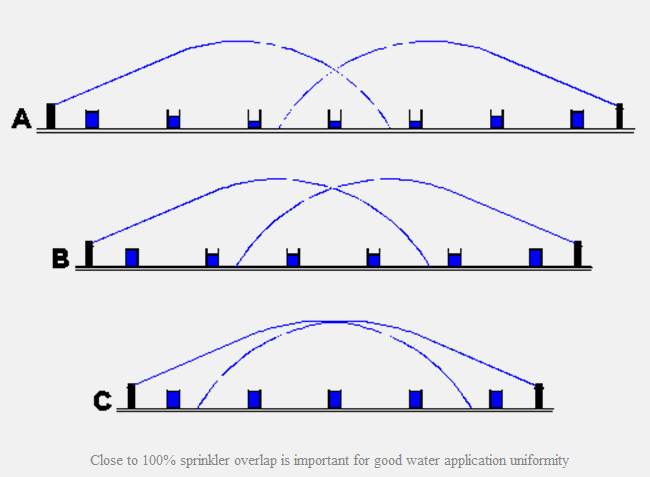 A
B
C
Close to 100% sprinkler overlap is important for good water application uniformity